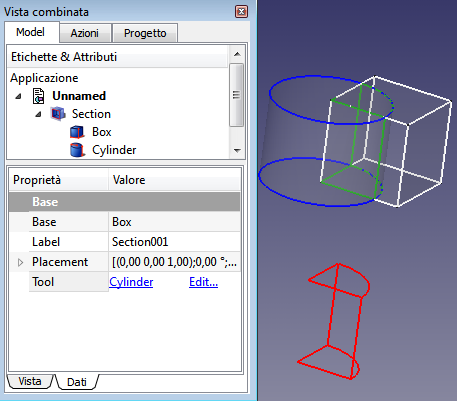 Vista combinata
Model Azioni Progetto
Etichette & Attributi
Applicazione
Unnamed
Section
Box
Cylinder
Proprietà Valore
Base
Base Box
Label Section001
Placement [(0,00 0,00 1,00);0,00 °;...
Tool Cylinder Edit...
Vista Dati